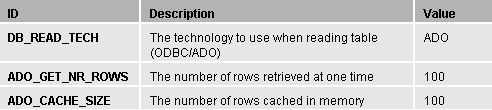 ID Description Value
DB_READ_TECH The technology to use when reading table ADO
(ODBC/ADO)
ADO_GET_NR_ROWS The number of rows retrieved at one time 100
ADO_CACHE_SIZE The number of rows cached in memory 100